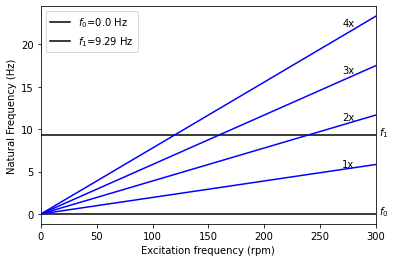 f₀=0.0 Hz
f₁=9.29 Hz
4x
3x
2x
1x
f₁
f₀
Natural Frequency (Hz)
20
15
10
5
0
0 50 100 150 200 250 300
Excitation frequency (rpm)